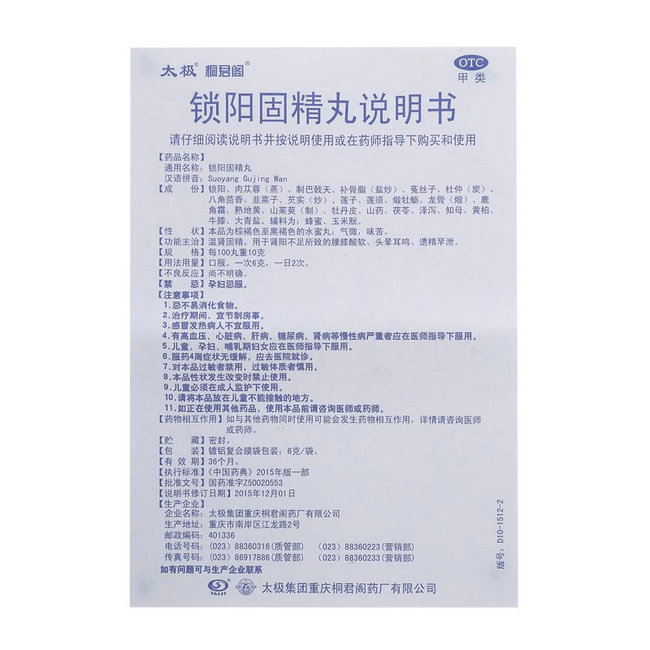 太极® 桐君阁®
OTC
甲类
锁阳固精丸说明书
请仔细阅读说明书并按说明使用或在药师指导下购买和使用
【药品名称】
通用名称：锁阳固精丸
汉语拼音：Suoyang Gujing Wan
【成 份】锁阳、肉苁蓉（蒸）、制巴戟天、补骨脂（盐炒）、菟丝子、杜仲（炭）、
八角茴香、韭菜子、芡实（炒）、莲子、莲须、煅牡蛎、龙骨（煅）、鹿
角霜、熟地黄、山茱萸（制）、牡丹皮、山药、茯苓、泽泻、知母、黄柏、
牛膝、大青盐。辅料为：蜂蜜、玉米朊。
【性 状】本品为棕褐色至黑褐色的水蜜丸；气微，味苦。
【功能主治】温肾固精。用于肾阳不足所致的腰膝酸软、头晕耳鸣、遗精早泄。
【规 格】每100丸重10克
【用法用量】口服。一次6克，一日2次。
【不良反应】尚不明确。
【禁 忌】孕妇忌服。
【注意事项】
1.忌不易消化食物。
2.治疗期间，宜节制房事。
3.感冒发热病人不宜服用。
4.有高血压、心脏病、肝病、糖尿病、肾病等慢性病严重者应在医师指导下服用。
5.儿童、孕妇、哺乳期妇女应在医师指导下服用。
6.服药4周症状无缓解，应去医院就诊。
7.对本品过敏者禁用，过敏体质者慎用。
8.本品性状发生改变时禁止使用。
9.儿童必须在成人监护下使用。
10.请将本品放在儿童不能接触的地方。
11.如正在使用其他药品，使用本品前请咨询医师或药师。
【药物相互作用】如与其他药物同时使用可能会发生药物相互作用，详情请咨询医师
或药师。
【贮 藏】密封。
【包 装】镀铝复合膜袋包装；6克/袋。
【有 效 期】36个月。
【执行标准】《中国药典》2015年版一部
【批准文号】国药准字Z50020553
【说明书修订日期】2015年12月01日
【生产企业】
企业名称：太极集团重庆桐君阁药厂有限公司
生产地址：重庆市南岸区江龙路2号
邮政编码：401336
电话号码：（023）88360316(质管部) （023）88360223(营销部)
传真号码：（023）86917886(质管部) （023）88360233(营销部)
如有问题可与生产企业联系
TAIJI
太极集团重庆桐君阁药厂有限公司
版号：D10-1512-2